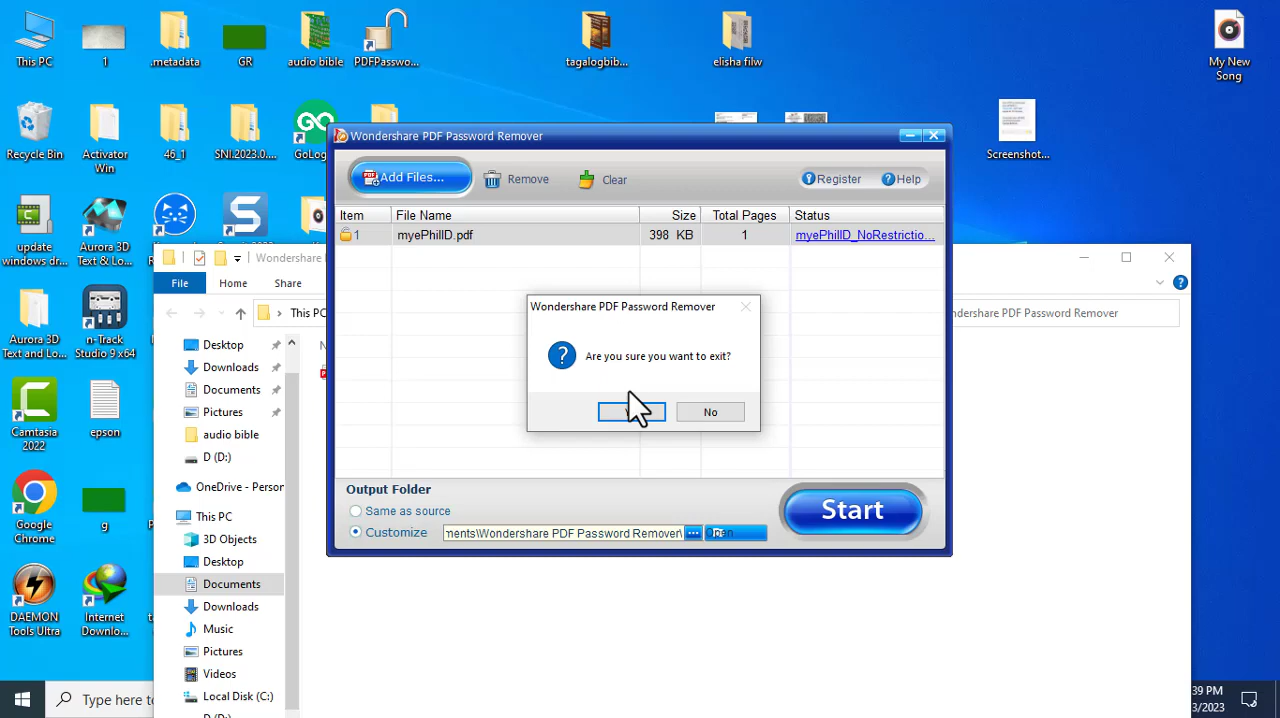 This PC
1
.metadata
GR
audio bible
PDFPasswo...
tagalogbib...
elisha filw
My New
Song
Recycle Bin
Activator
Win
46_1
SNI.2023.0....
GoLog
Screenshot...
update
windows dr...
Aurora 3D
Text & Lo...
Aurora 3D
Text and Lo...
n-Track
Studio 9 x64
Camtasia
2022
epson
Google
Chrome
g
DAEMON
Tools Ultra
Internet
Downlo...
Wondershare PDF Password Remover
Add Files...
Remove
Clear
Register
Help
Item File Name Size Total Pages Status
1 myePhilID.pdf 398 KB 1 myePhilID_NoRestrictio...
Wondershare PDF Password Remover
Are you sure you want to exit?
No
Output Folder
Same as source
Customize
ments\Wondershare PDF Password Remover\ ...
Open
Start
Wondershare
File Home Share
This PC
ndershare PDF Password Remover
Desktop
Downloads
Documents
Pictures
audio bible
D (D:)
OneDrive - Person
This PC
3D Objects
Desktop
Documents
Downloads
Music
Pictures
Videos
Local Disk (C:)
Type here to
:39 PM
3/2023